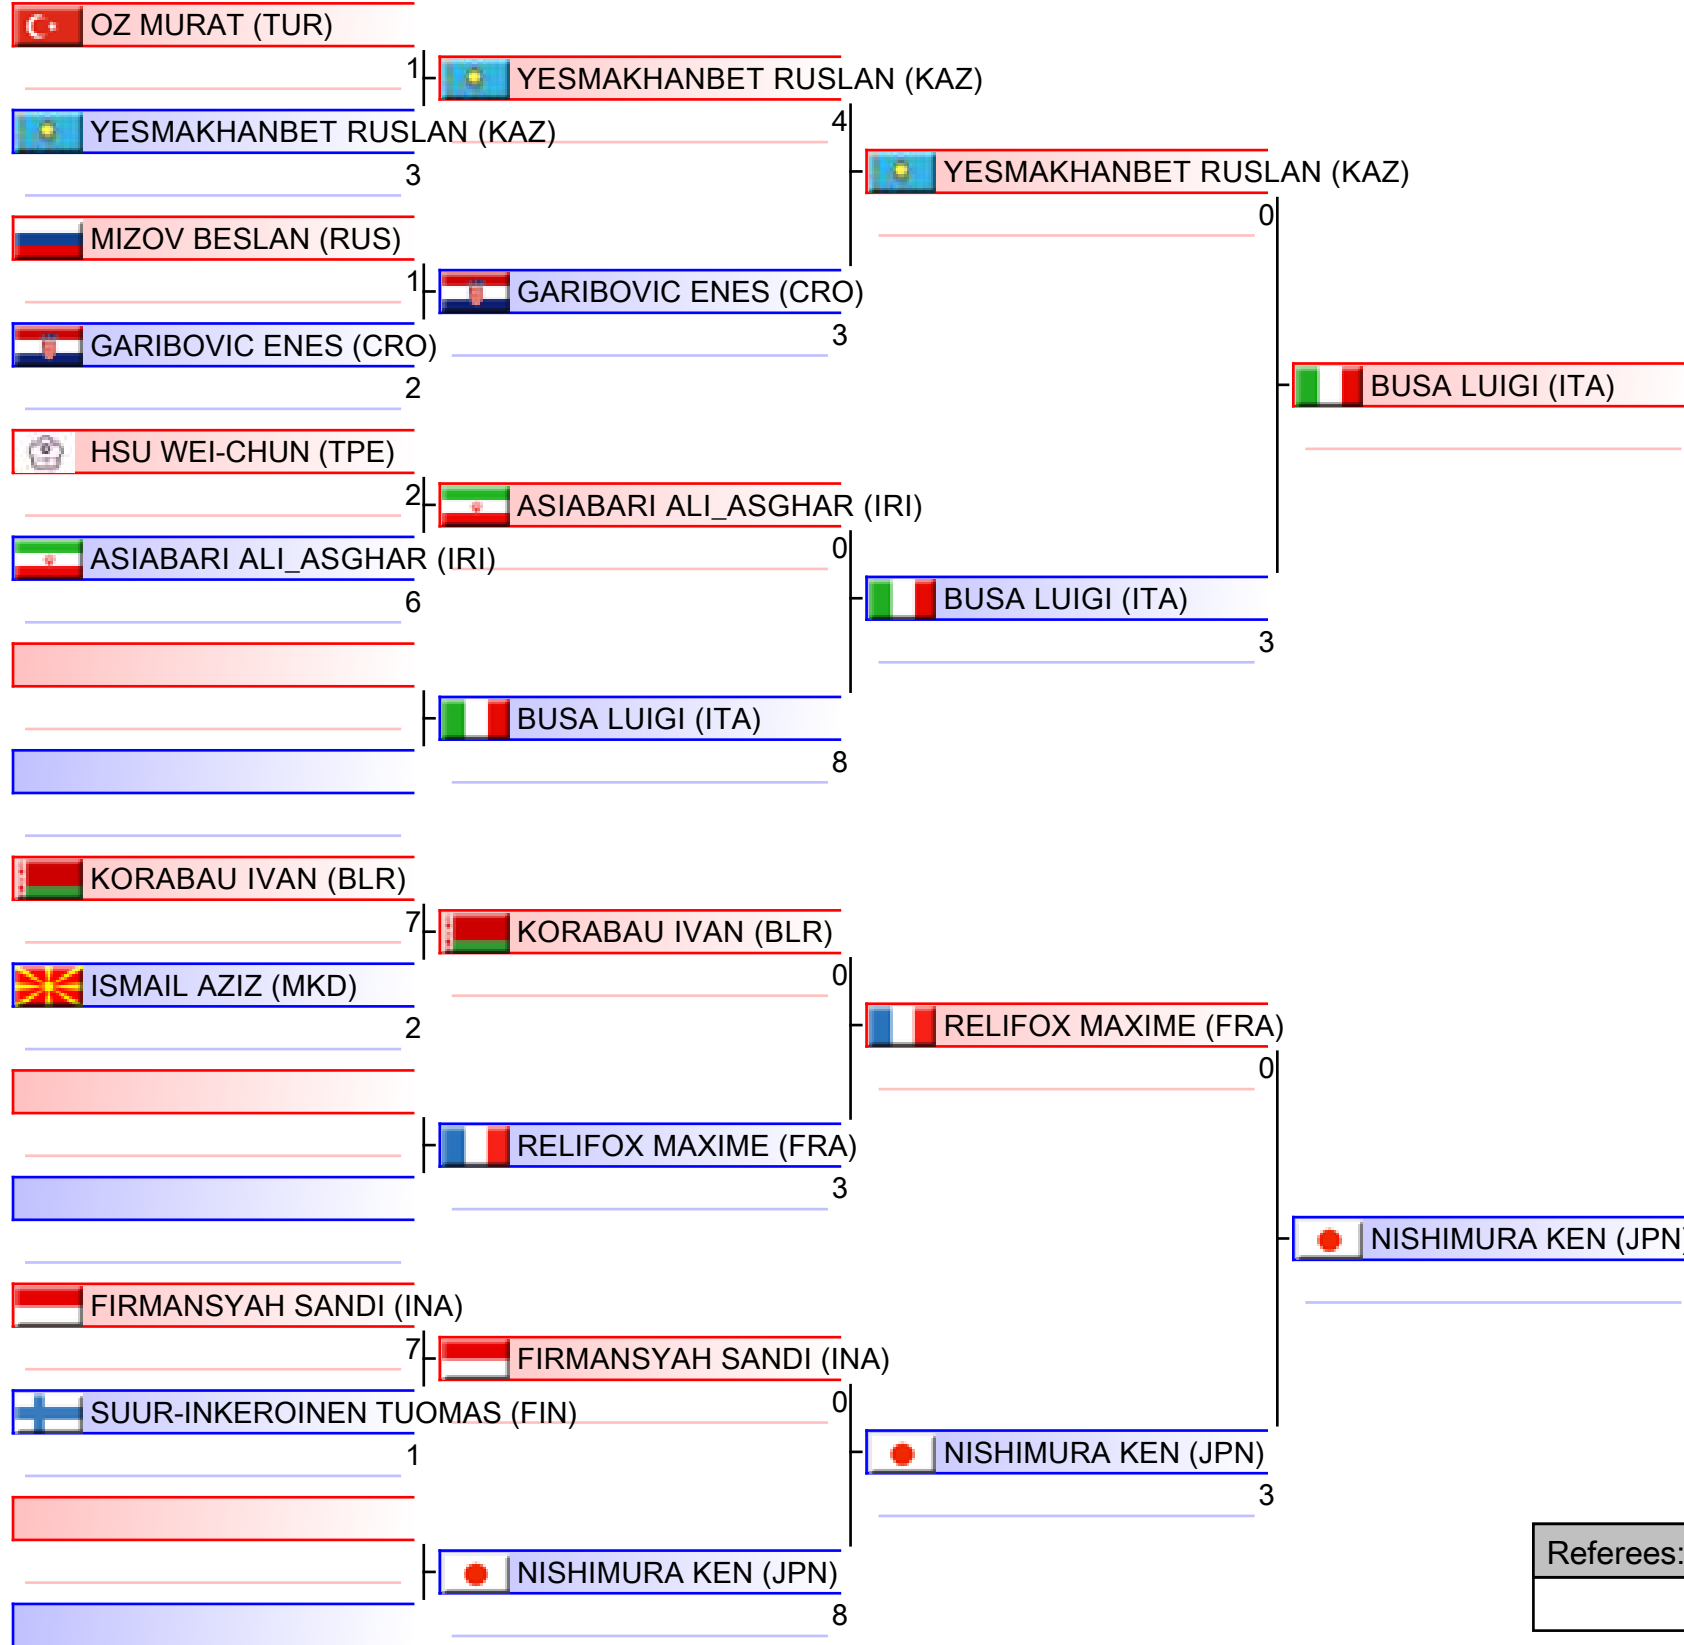 OZ MURAT (TUR)
1
YESMAKHANBET RUSLAN (KAZ)
YESMAKHANBET RUSLAN (KAZ)
4
3
YESMAKHANBET RUSLAN (KAZ)
0
MIZOV BESLAN (RUS)
1
GARIBOVIC ENES (CRO)
GARIBOVIC ENES (CRO)
3
2
BUSA LUIGI (ITA)
HSU WEI-CHUN (TPE)
2
ASIABARI ALI_ASGHAR (IRI)
ASIABARI ALI_ASGHAR (IRI)
0
6
BUSA LUIGI (ITA)
3
BUSA LUIGI (ITA)
8
KORABAU IVAN (BLR)
7
KORABAU IVAN (BLR)
ISMAIL AZIZ (MKD)
0
2
RELIFOX MAXIME (FRA)
0
RELIFOX MAXIME (FRA)
3
NISHIMURA KEN (JPN)
FIRMANSYAH SANDI (INA)
7
FIRMANSYAH SANDI (INA)
SUUR-INKEROINEN TUOMAS (FIN)
0
1
NISHIMURA KEN (JPN)
3
NISHIMURA KEN (JPN)
8
Referees: